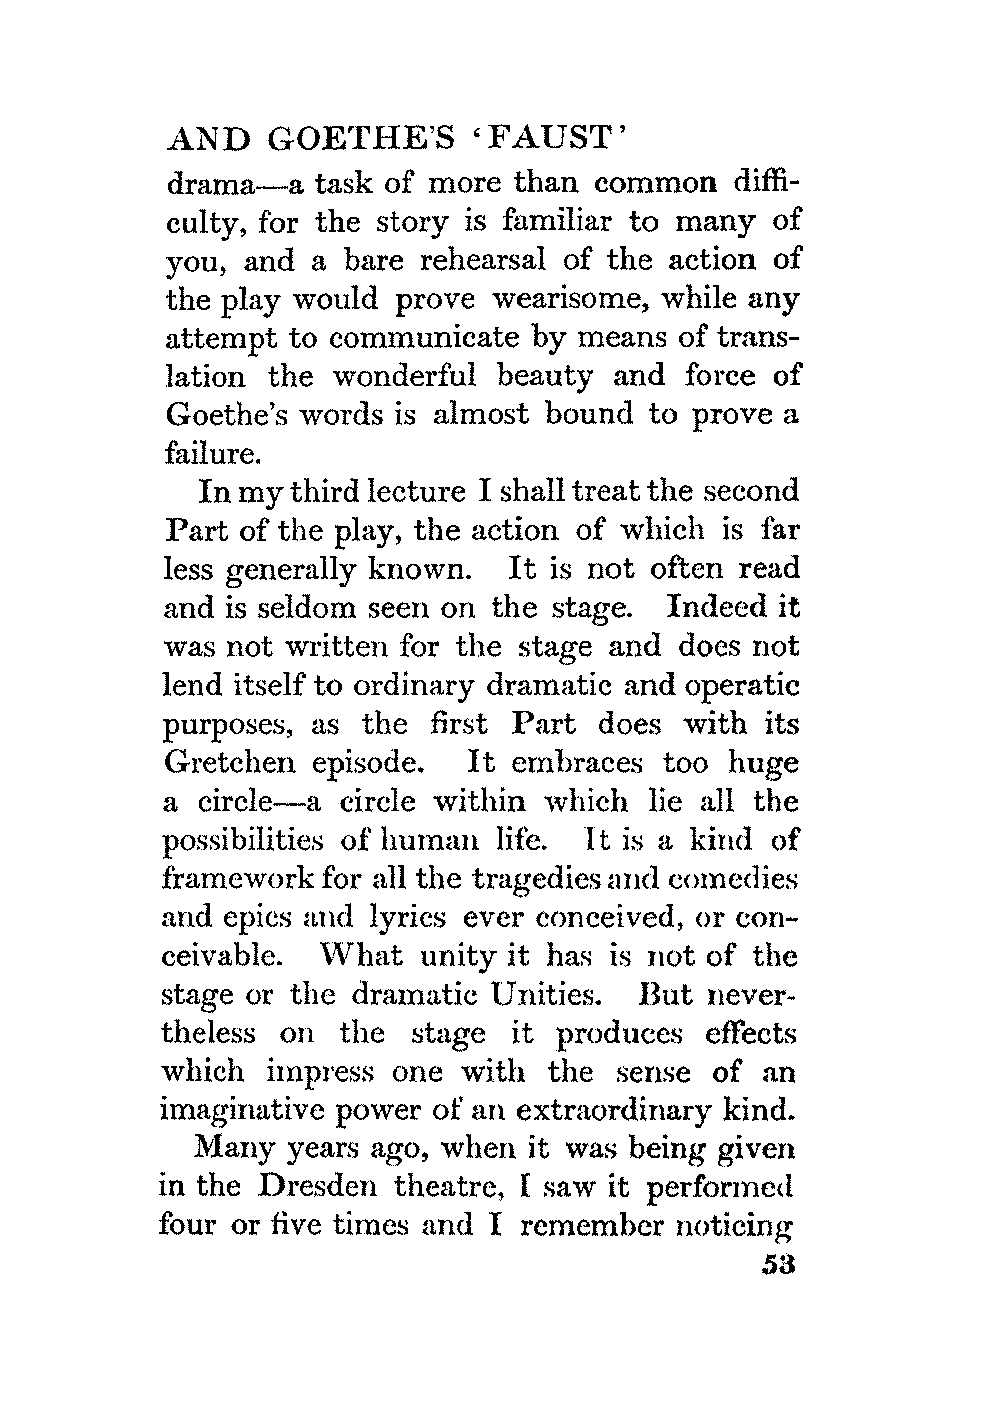 AND GOETHE'S ‘FAUST’
drama—a task of more than common diffi-
culty, for the story is familiar to many of
you, and a bare rehearsal of the action of
the play would prove wearisome, while any
attempt to communicate by means of trans-
lation the wonderful beauty and force of
Goethe's words is almost bound to prove a
failure.
In my third lecture I shall treat the second
Part of the play, the action of which is far
less generally known. It is not often read
and is seldom seen on the stage. Indeed it
was not written for the stage and does not
lend itself to ordinary dramatic and operatic
purposes, as the first Part does with its
Gretchen episode. It embraces too huge
a circle—a circle within which lie all the
possibilities of human life. It is a kind of
framework for all the tragedies and comedies
and epics and lyrics ever conceived, or con-
ceivable. What unity it has is not of the
stage or the dramatic Unities. But never-
theless on the stage it produces effects
which impress one with the sense of an
imaginative power of an extraordinary kind.
Many years ago, when it was being given
in the Dresden theatre, I saw it performed
four or five times and I remember noticing
53